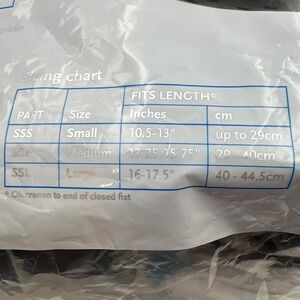 sizing chart
FITS LENGTH*
PART Size Inches cm
SSS Small 10.5-13" up to 29cm
Medium 40cm
SSL Large 16-17.5" 40 - 44.5cm
* Olecranon to end of closed fist